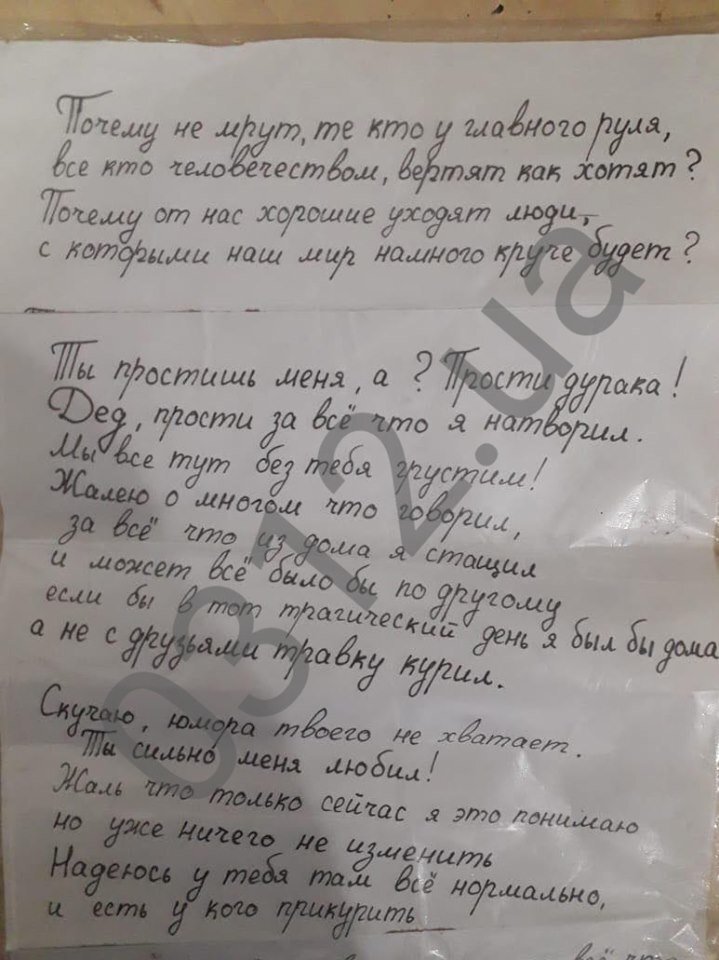 Почему не мрут, те кто у главного руля,
все кто человечеством, вертят как хотят?
Почему от нас хорошие уходят люди,
с которыми наш мир намного круче будет?
Ты простишь меня, а? Прости дурака!
Дед, прости за всё что я натворил.
Мы все тут без тебя грустим!
Жалею о многом что говорил,
за всё что из дома я стащил
и может всё было бы по другому
если бы в тот трагический день я был бы дома
а не с друзьями травку курил.
Скучаю, юмора твоего не хватает.
Ты сильно меня любил!
Жаль что только сейчас я это понимаю
но уже ничего не изменить
Надеюсь у тебя там всё нормально,
и есть у кого прикурить
всё что
0312.ua